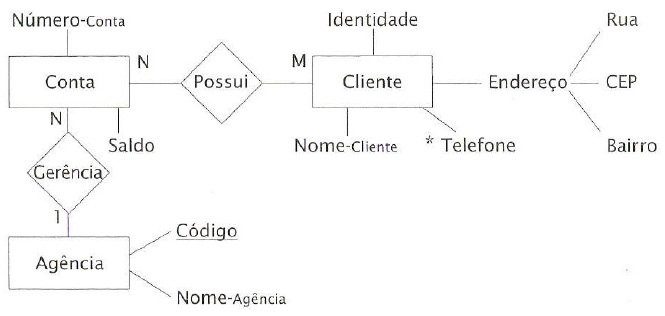 Número-Conta
Identidade
Rua
Conta
N
Possui
M
Cliente
Endereço
CEP
N
Saldo
Nome-Cliente
* Telefone
Bairro
Gerência
1
Código
Agência
Nome-Agência